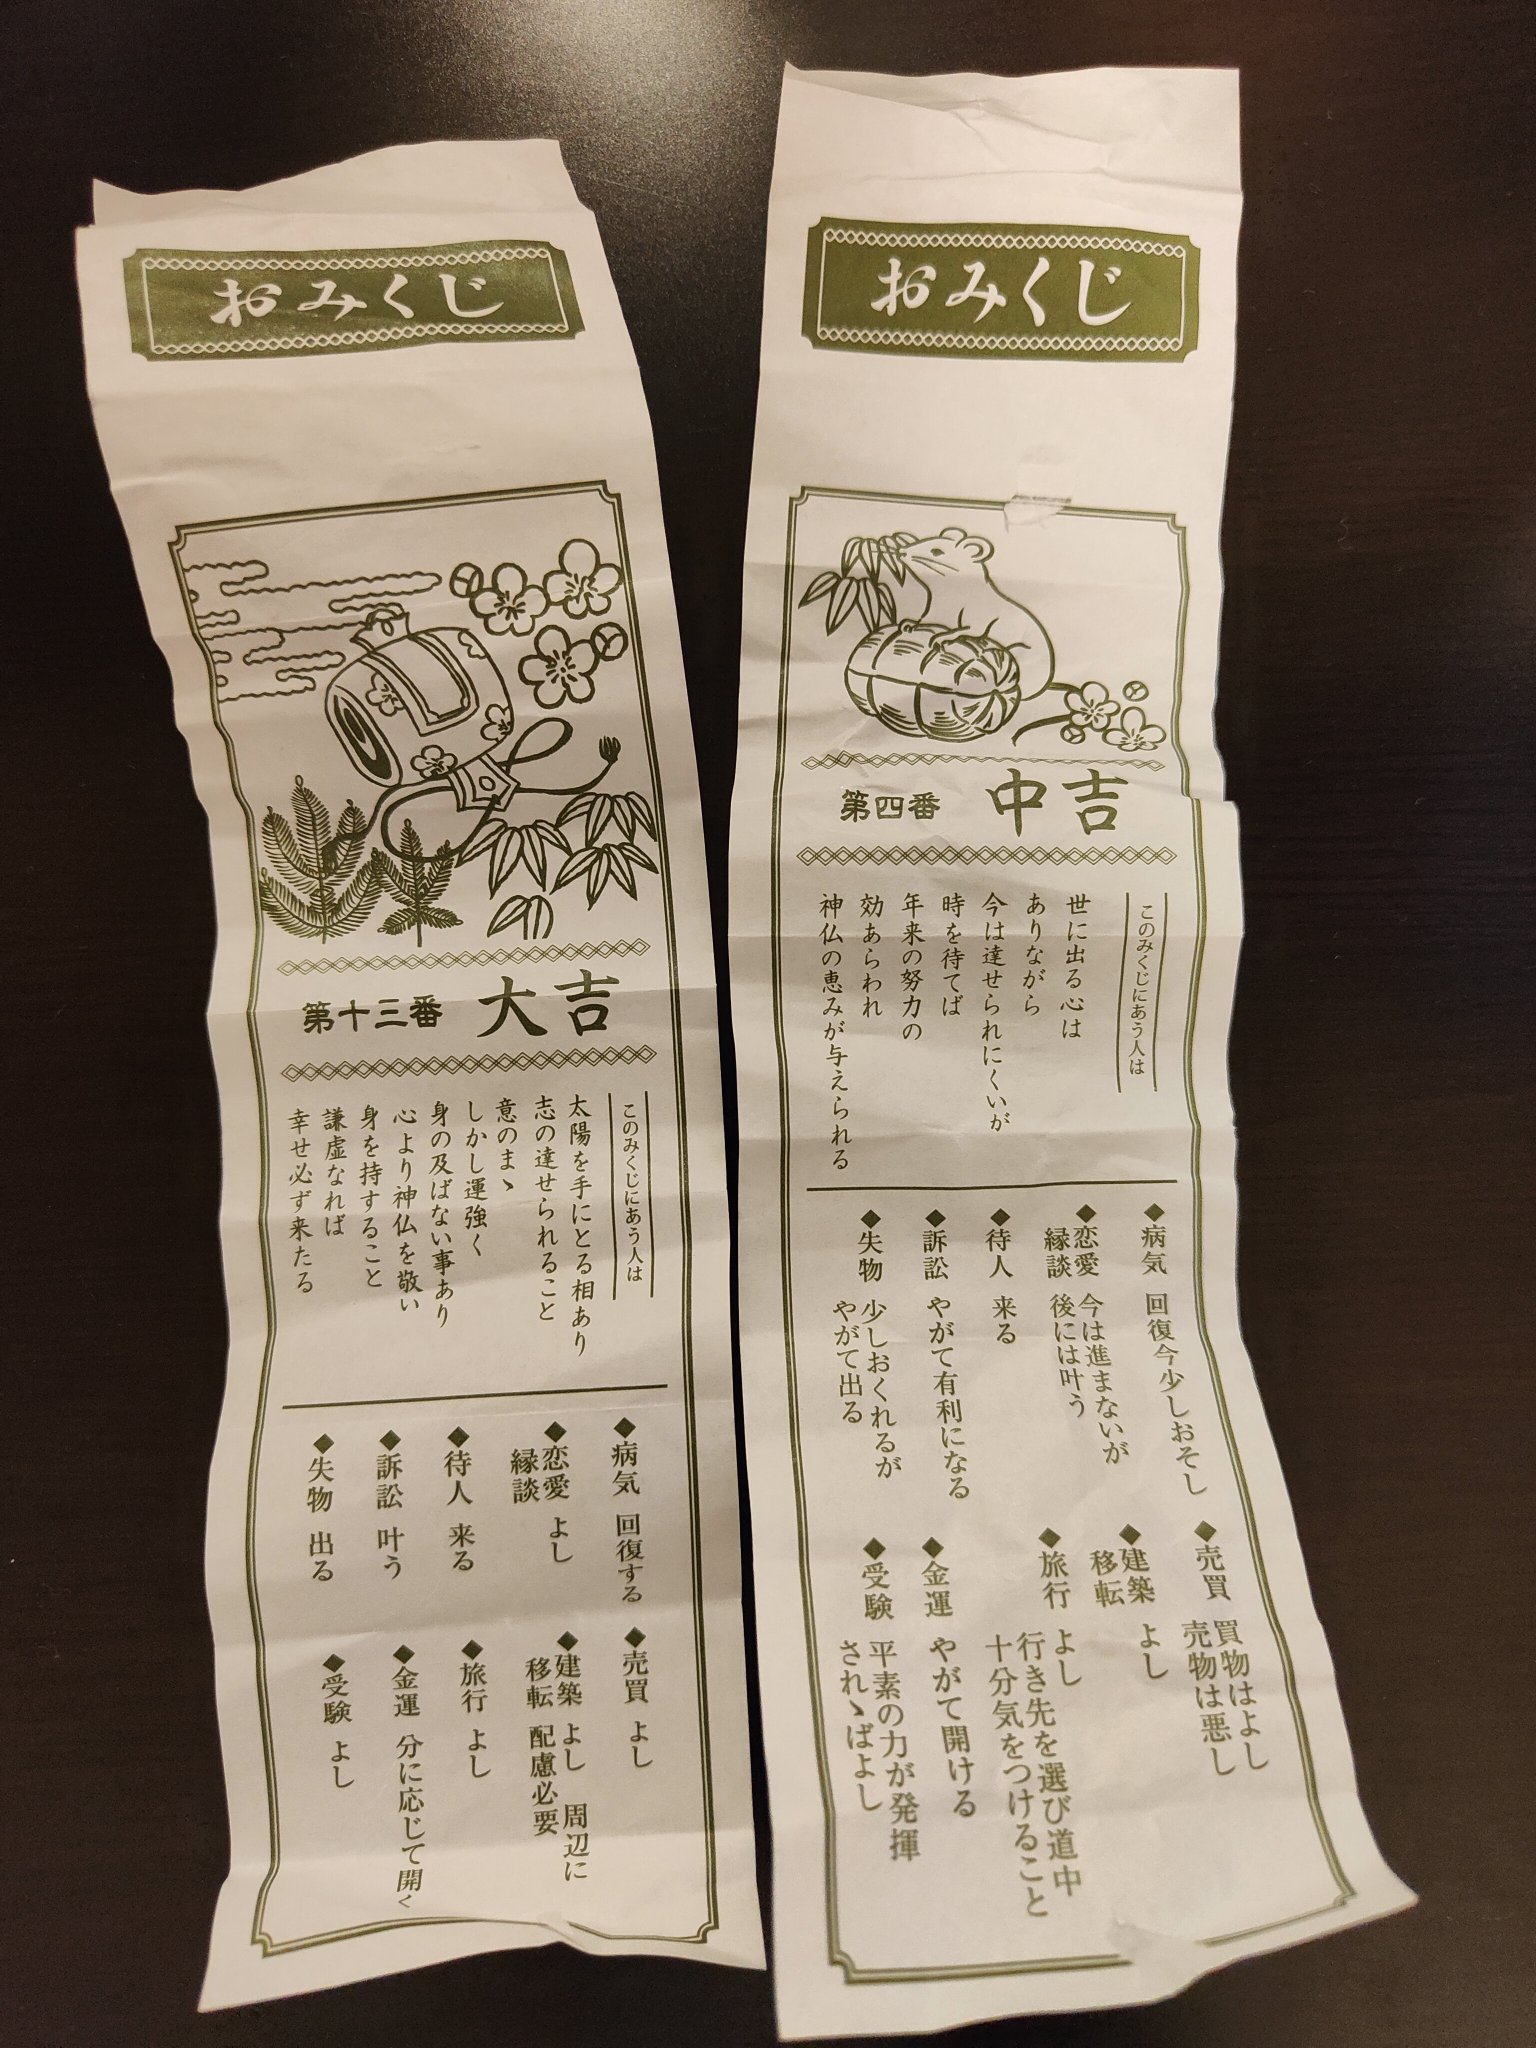 おみくじ
第十三番 大吉
このみくじにあう人は
太陽を手にとる相あり
志の達せられること
意のまゝ
しかし運強く
身の及ばない事あり
心より神仏を敬い
身を持すること
謙虚なれば
幸せ必ず来たる
◆病気 回復する
◆恋愛
縁談 よし
◆待人 来る
◆訴訟 叶う
◆失物 出る
◆売買 よし
◆建築
移転 よし 周辺に
配慮必要
◆旅行 よし
◆金運 分に応じて開く
◆受験 よし
おみくじ
第四番 中吉
このみくじにあう人は
世に出る心は
ありながら
今は達せられにくいが
時を待てば
年来の努力の
効あらわれ
神仏の恵みが与えられる
◆病気 回復今少しおそし
◆恋愛
縁談 今は進まないが
後には叶う
◆待人 来る
◆訴訟 やがて有利になる
◆失物 少しおくれるが
やがて出る
◆売買 買物はよし
売物は悪し
◆建築
移転 よし
◆旅行 よし
行き先を選び道中
十分気をつけること
◆金運 やがて開ける
◆受験 平素の力が発揮
されゝばよし